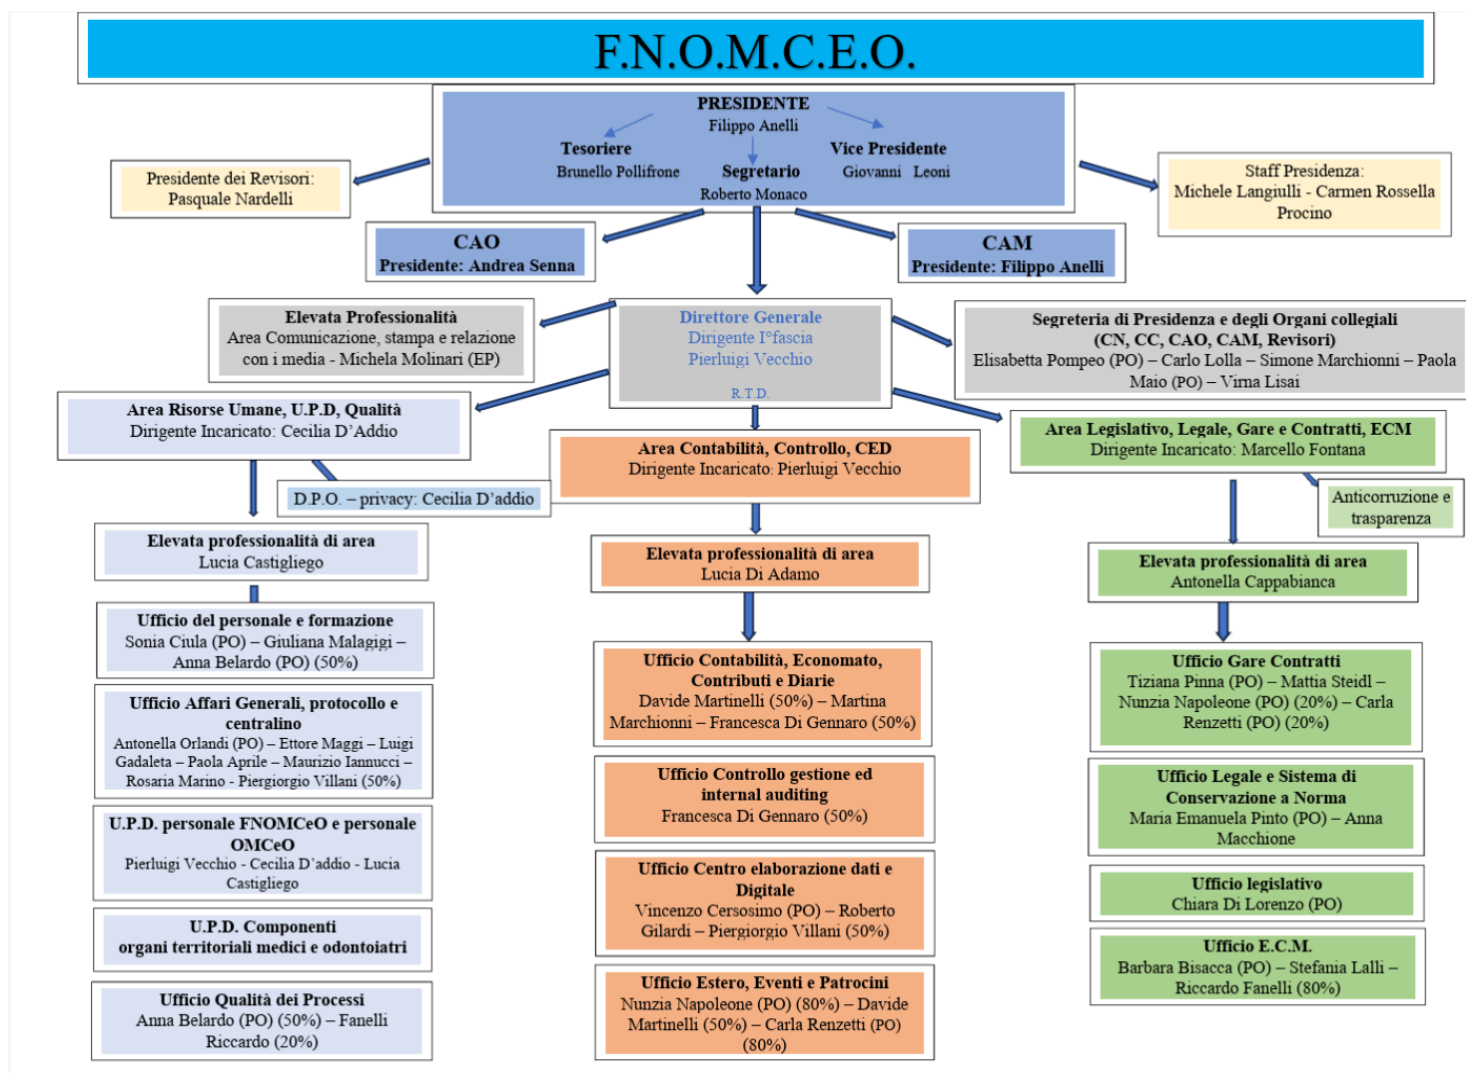 F.N.O.M.C.E.O.
PRESIDENTE
Filippo Anelli
Tesoriere
Brunello Pollifrone
Segretario
Roberto Monaco
Vice Presidente
Giovanni Leoni
Presidente dei Revisori:
Pasquale Nardelli
Staff Presidenza:
Michele Langiulli - Carmen Rossella
Procino
CAO
Presidente: Andrea Senna
CAM
Presidente: Filippo Anelli
Elevata Professionalità
Area Comunicazione, stampa e relazione
con i media - Michela Molinari (EP)
Direttore Generale
Dirigente I°fascia
Pierluigi Vecchio
R.T.D.
Segreteria di Presidenza e degli Organi collegiali
(CN, CC, CAO, CAM, Revisori)
Elisabetta Pompeo (PO) – Carlo Lolla – Simone Marchionni – Paola
Maio (PO) – Virna Lisai
Area Risorse Umane, U.P.D, Qualità
Dirigente Incaricato: Cecilia D’Addio
D.P.O. – privacy: Cecilia D’addio
Elevata professionalità di area
Lucia Castigliego
Ufficio del personale e formazione
Sonia Ciula (PO) – Giuliana Malagigi –
Anna Belardo (PO) (50%)
Ufficio Affari Generali, protocollo e
centralino
Antonella Orlandi (PO) – Ettore Maggi – Luigi
Gadaleta – Paola Aprile – Maurizio Iannucci –
Rosaria Marino - Piergiorgio Villani (50%)
U.P.D. personale FNOMCeO e personale
OMCeO
Pierluigi Vecchio - Cecilia D’addio - Lucia
Castigliego
U.P.D. Componenti
organi territoriali medici e odontoiatri
Ufficio Qualità dei Processi
Anna Belardo (PO) (50%) – Fanelli
Riccardo (20%)
Area Contabilità, Controllo, CED
Dirigente Incaricato: Pierluigi Vecchio
Elevata professionalità di area
Lucia Di Adamo
Ufficio Contabilità, Economato,
Contributi e Diarie
Davide Martinelli (50%) – Martina
Marchionni – Francesca Di Gennaro (50%)
Ufficio Controllo gestione ed
internal auditing
Francesca Di Gennaro (50%)
Ufficio Centro elaborazione dati e
Digitale
Vincenzo Cersosimo (PO) – Roberto
Gilardi – Piergiorgio Villani (50%)
Ufficio Estero, Eventi e Patrocini
Nunzia Napoleone (PO) (80%) – Davide
Martinelli (50%) – Carla Renzetti (PO)
(80%)
Area Legislativo, Legale, Gare e Contratti, ECM
Dirigente Incaricato: Marcello Fontana
Anticorruzione e
trasparenza
Elevata professionalità di area
Antonella Cappabianca
Ufficio Gare Contratti
Tiziana Pinna (PO) – Mattia Steidl –
Nunzia Napoleone (PO) (20%) – Carla
Renzetti (PO) (20%)
Ufficio Legale e Sistema di
Conservazione a Norma
Maria Emanuela Pinto (PO) – Anna
Macchione
Ufficio legislativo
Chiara Di Lorenzo (PO)
Ufficio E.C.M.
Barbara Bisacca (PO) – Stefania Lalli –
Riccardo Fanelli (80%)